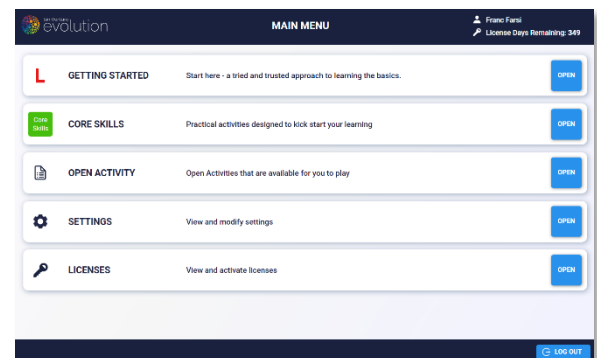 evolution
MAIN MENU
Franc Farsi
License Days Remaining: 349
L GETTING STARTED Start here - a tried and trusted approach to learning the basics. OPEN
Core Skills CORE SKILLS Practical activities designed to kick start your learning OPEN
OPEN ACTIVITY Open Activities that are available for you to play OPEN
SETTINGS View and modify settings OPEN
LICENSES View and activate licenses OPEN
LOG OUT